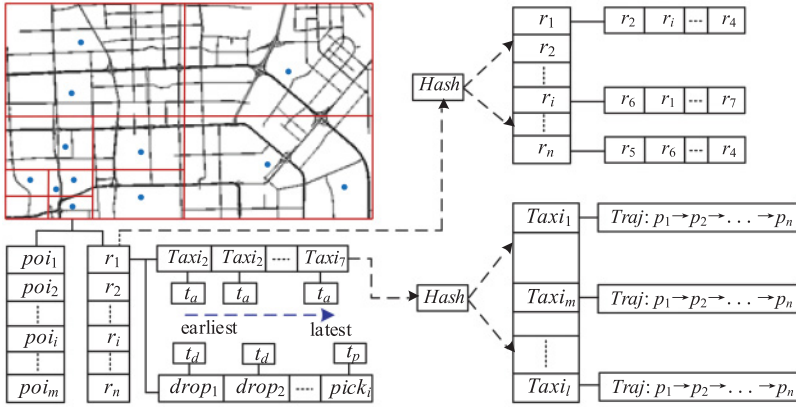 r1 r2 ri r4
r2
Hash
ri r6 r1 r7
rn r5 r6 r4
poi1 r1 Taxi2 Taxi2 Taxi7
poi2 r2 ta ta ta
earliest latest
poii ri td td tp
poim rn drop1 drop2 picki
Hash
Taxi1 Traj: p1→p2→...→pn
Taxim Traj: p1→p2→...→pn
Taxil Traj: p1→p2→...→pn